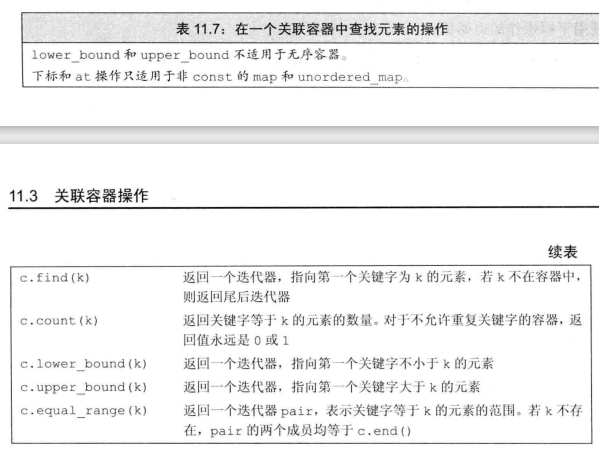 表 11.7：在一个关联容器中查找元素的操作
lower_bound 和 upper_bound 不适用于无序容器。
下标和 at 操作只适用于非 const 的 map 和 unordered_map。
11.3 关联容器操作
续表
c.find(k) 返回一个迭代器，指向第一个关键字为 k 的元素，若 k 不在容器中，
则返回尾后迭代器
c.count(k) 返回关键字等于 k 的元素的数量。对于不允许重复关键字的容器，返
回值永远是 0 或 1
c.lower_bound(k) 返回一个迭代器，指向第一个关键字不小于 k 的元素
c.upper_bound(k) 返回一个迭代器，指向第一个关键字大于 k 的元素
c.equal_range(k) 返回一个迭代器 pair，表示关键字等于 k 的元素的范围。若 k 不存
在，pair 的两个成员均等于 c.end()